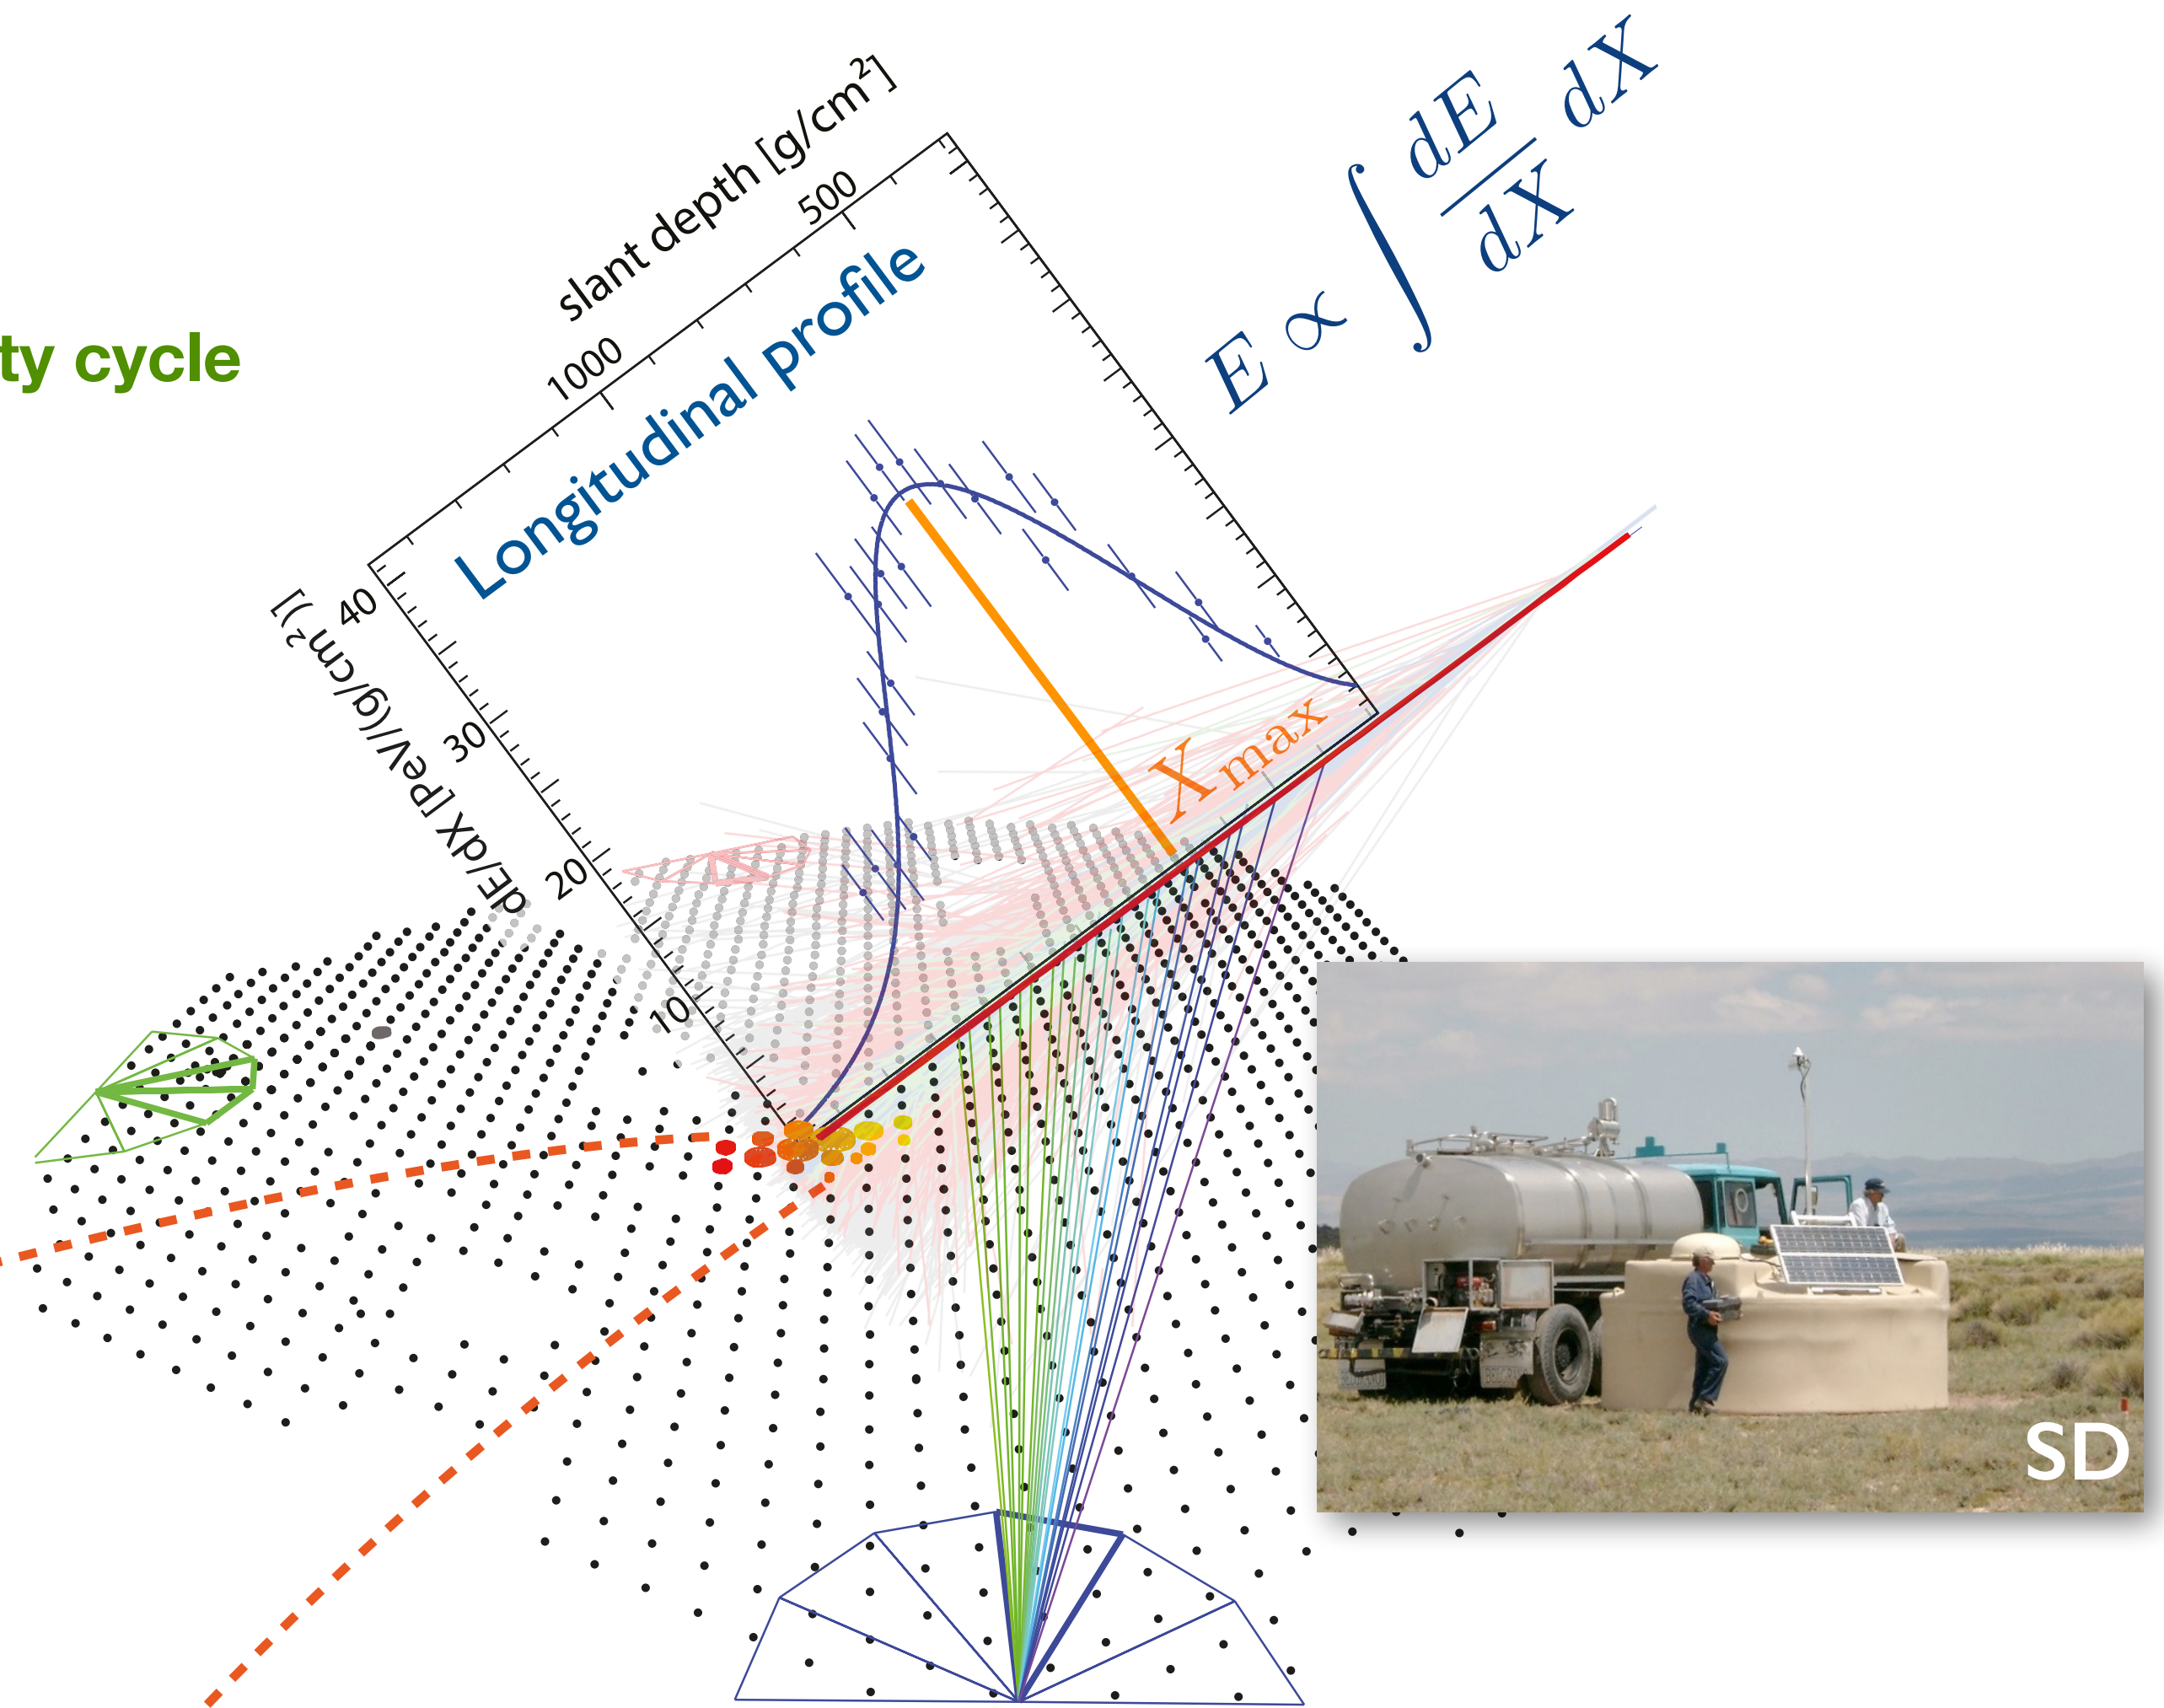 ty cycle
slant depth [g/cm²]
500
1000
Longitudinal profile
E ∝ ∫ dE/dX dX
40
30
20
10
dE/dX [PeV/(g/cm²)]
X max
SD